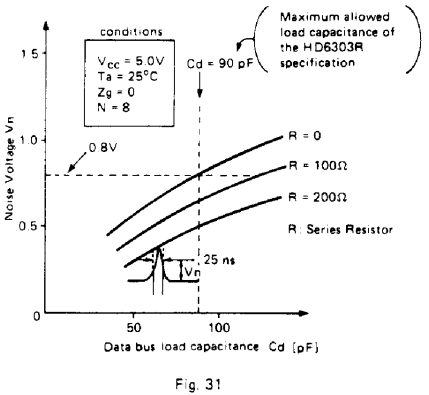 conditions
V_CC = 5.0V
Ta = 25°C
Zg = 0
N = 8
Maximum allowed
load capacitance of
the HD6303R
specification
Cd = 90 pF
Noise Voltage Vn
1.5
1.0
0.5
0
0.8V
R = 0
R = 100Ω
R = 200Ω
R: Series Resistor
25 ns
Vn
50
100
Data bus load capacitance Cd [pF]
Fig. 31